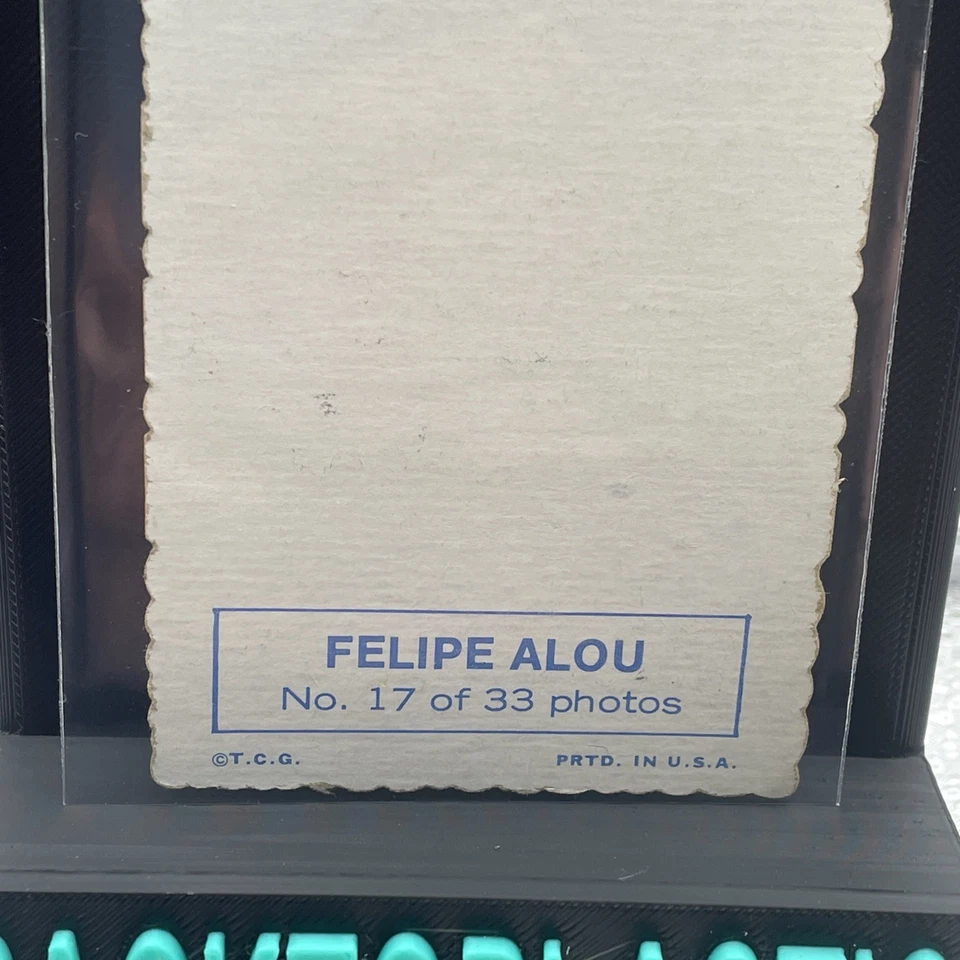 FELIPE ALOU
No. 17 of 33 photos
©T.C.G.
PRTD. IN U.S.A.